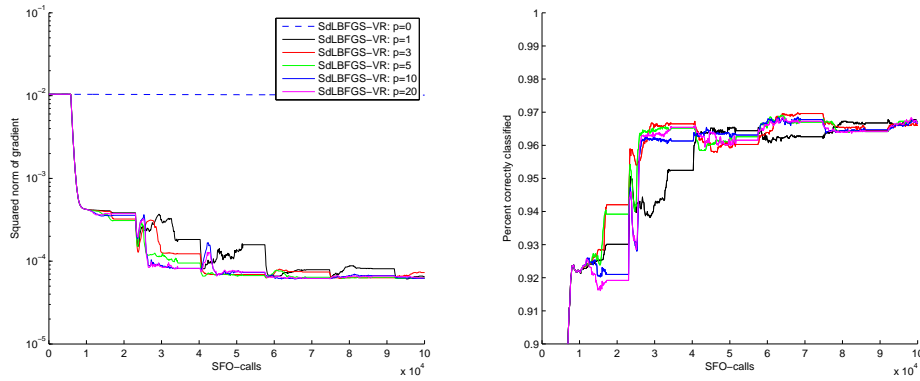 10^-1
10^-2
10^-3
10^-4
10^-5
Squared norm of gradient
0 1 2 3 4 5 6 7 8 9 10
SFO-calls
x 10^4
SdLBFGS-VR: p=0
SdLBFGS-VR: p=1
SdLBFGS-VR: p=3
SdLBFGS-VR: p=5
SdLBFGS-VR: p=10
SdLBFGS-VR: p=20
1
0.99
0.98
0.97
0.96
0.95
0.94
0.93
0.92
0.91
0.9
Percent correctly classified
0 1 2 3 4 5 6 7 8 9 10
SFO-calls
x 10^4